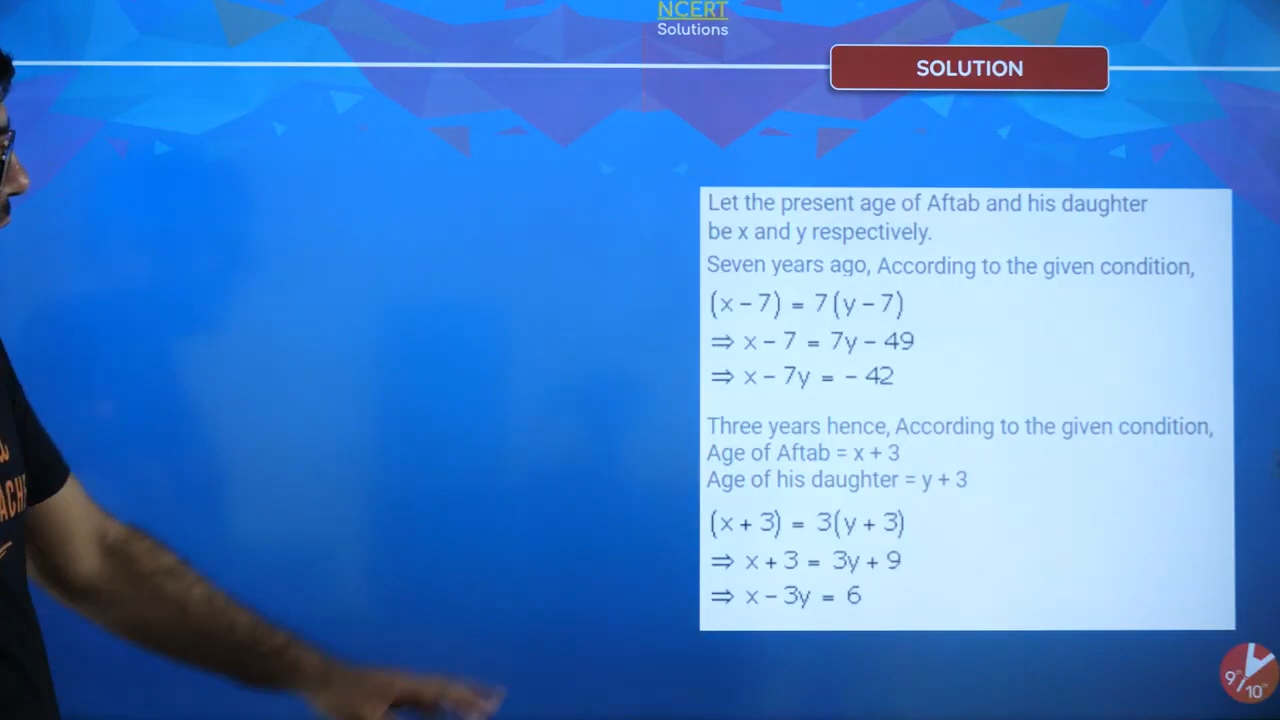 NCERT
Solutions
SOLUTION
Let the present age of Aftab and his daughter
be x and y respectively.
Seven years ago, According to the given condition,
(x – 7) = 7(y – 7)
⇒ x – 7 = 7y – 49
⇒ x – 7y = – 42
Three years hence, According to the given condition,
Age of Aftab = x + 3
Age of his daughter = y + 3
(x + 3) = 3(y + 3)
⇒ x + 3 = 3y + 9
⇒ x – 3y = 6
9th/10th